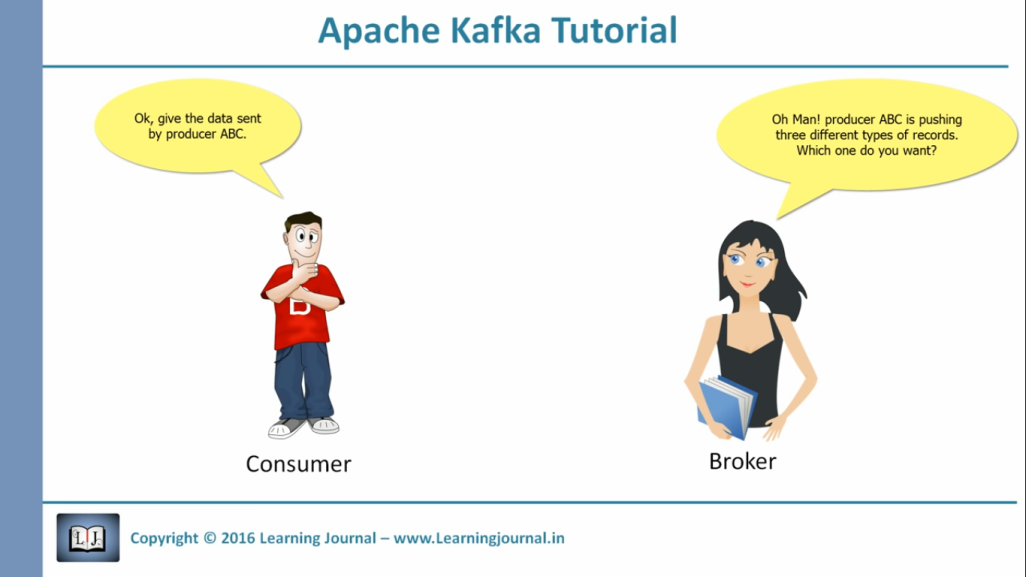 Apache Kafka Tutorial
Ok, give the data sent
by producer ABC.
Oh Man! producer ABC is pushing
three different types of records.
Which one do you want?
B
Consumer
Broker
L J
Copyright © 2016 Learning Journal – www.Learningjournal.in